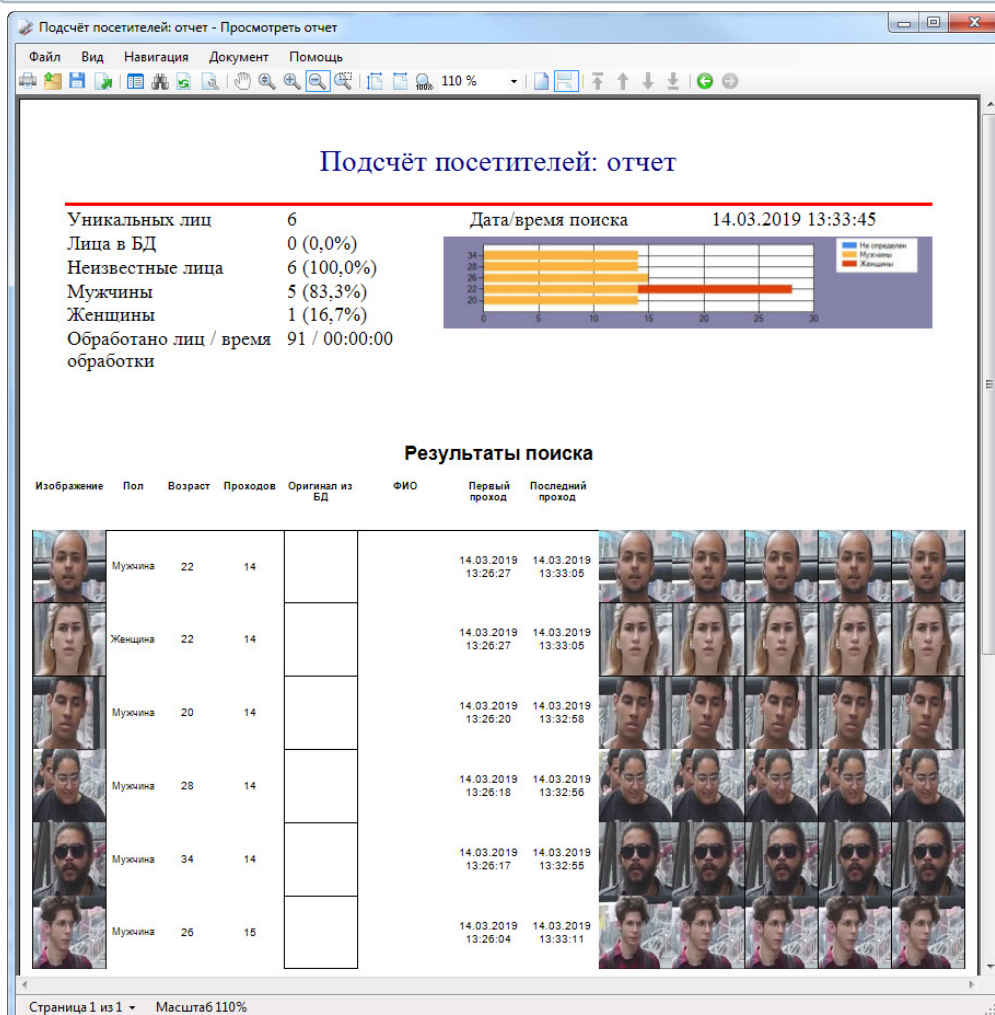 Подсчёт посетителей: отчет - Просмотреть отчет
Файл Вид Навигация Документ Помощь
100% 110 %
Подсчёт посетителей: отчет
Уникальных лиц 6 Дата/время поиска 14.03.2019 13:33:45
Лица в БД 0 (0,0%)
Неизвестные лица 6 (100,0%)
Мужчины 5 (83,3%)
Женщины 1 (16,7%)
Обработано лиц / время 91 / 00:00:00
обработки
Не определен
Мужчины
Женщины
34
28
26
22
20
0 5 10 15 20 25 30
Результаты поиска
Изображение Пол Возраст Проходов Оригинал из ФИО Первый Последний
БД проход проход
14.03.2019 14.03.2019
Мужчина 22 14
13:26:27 13:33:05
14.03.2019 14.03.2019
Женщина 22 14
13:26:27 13:33:05
14.03.2019 14.03.2019
Мужчина 20 14
13:26:20 13:32:58
14.03.2019 14.03.2019
Мужчина 28 14
13:26:18 13:32:56
14.03.2019 14.03.2019
Мужчина 34 14
13:26:17 13:32:55
14.03.2019 14.03.2019
Мужчина 26 15
13:26:04 13:33:11
Страница 1 из 1 Масштаб 110%